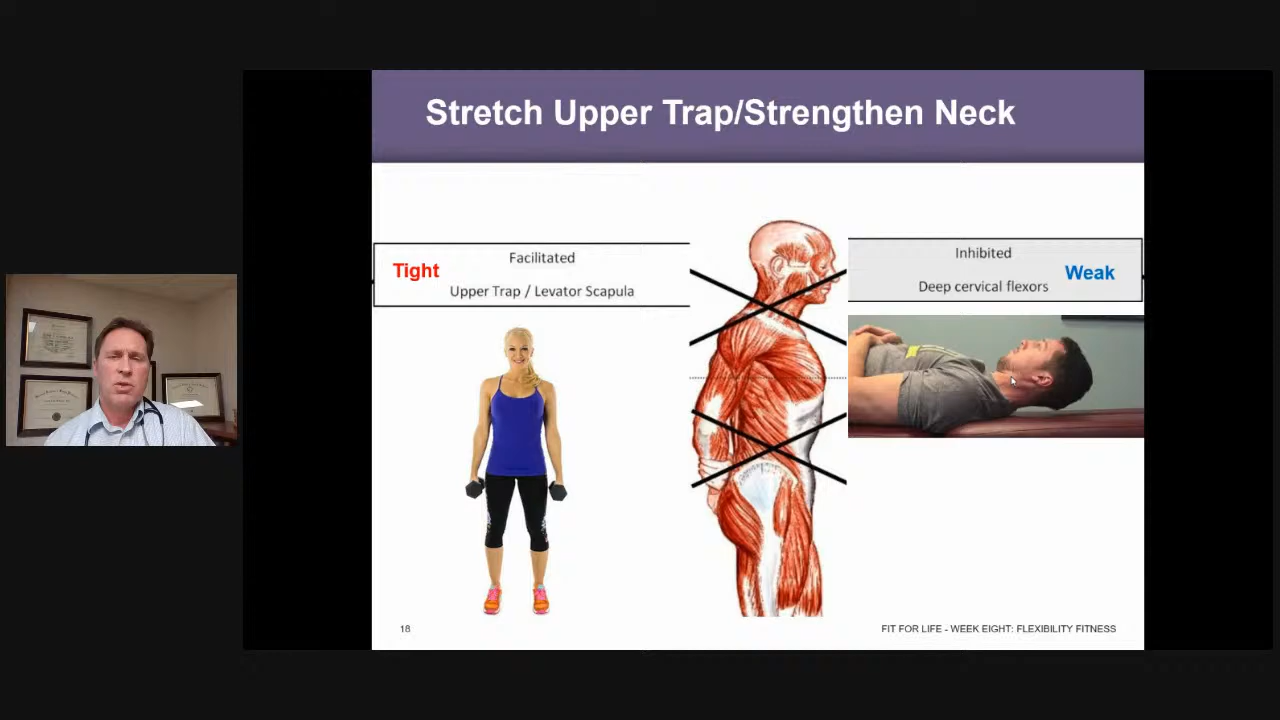 Stretch Upper Trap/Strengthen Neck
Facilitated
Tight
Upper Trap / Levator Scapula
Inhibited
Weak
Deep cervical flexors
18
FIT FOR LIFE - WEEK EIGHT: FLEXIBILITY FITNESS